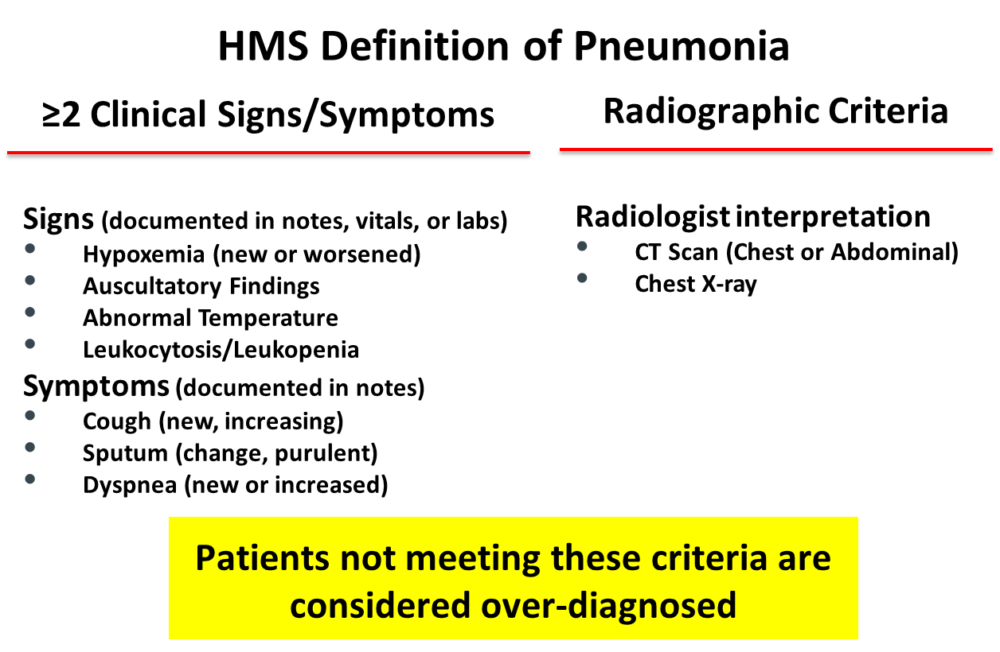 HMS Definition of Pneumonia
≥2 Clinical Signs/Symptoms
Signs (documented in notes, vitals, or labs)
• Hypoxemia (new or worsened)
• Auscultatory Findings
• Abnormal Temperature
• Leukocytosis/Leukopenia
Symptoms (documented in notes)
• Cough (new, increasing)
• Sputum (change, purulent)
• Dyspnea (new or increased)
Radiographic Criteria
Radiologist interpretation
• CT Scan (Chest or Abdominal)
• Chest X-ray
Patients not meeting these criteria are
considered over-diagnosed